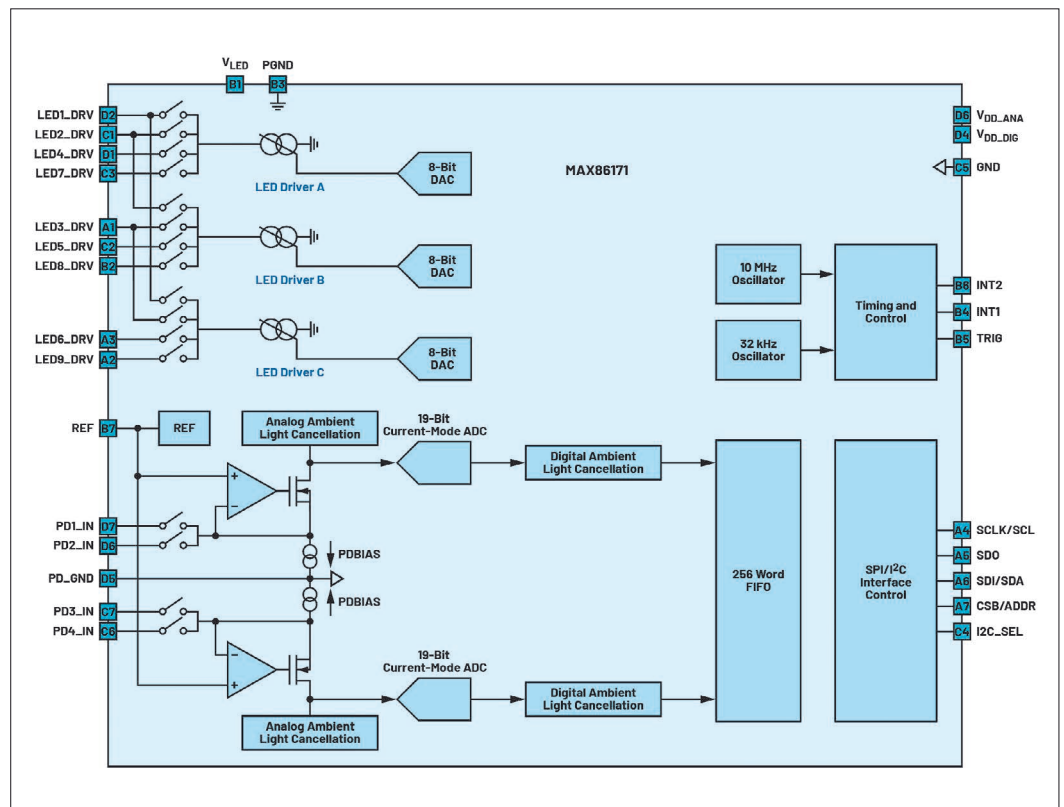 V_LED PGND
B1 B3
LED1_DRV D2
LED2_DRV C1
LED4_DRV D1
LED7_DRV C3
LED Driver A
8-Bit
DAC
MAX86171
D6 V_DD_ANA
D4 V_DD_DIG
C5 GND
LED3_DRV A1
LED5_DRV C2
LED8_DRV B2
LED Driver B
8-Bit
DAC
10 MHz
Oscillator
32 kHz
Oscillator
Timing and
Control
B6 INT2
B4 INT1
B5 TRIG
LED6_DRV A3
LED9_DRV A2
LED Driver C
8-Bit
DAC
REF B7
REF
Analog Ambient
Light Cancellation
19-Bit
Current-Mode ADC
Digital Ambient
Light Cancellation
+
−
PD1_IN D7
PD2_IN D6
PDBIAS
PD_GND D5
PDBIAS
PD3_IN C7
PD4_IN C6
−
+
256 Word
FIFO
SPI/I²C
Interface
Control
A4 SCLK/SCL
A5 SDO
A6 SDI/SDA
A7 CSB/ADDR
C4 I2C_SEL
19-Bit
Current-Mode ADC
Digital Ambient
Light Cancellation
Analog Ambient
Light Cancellation